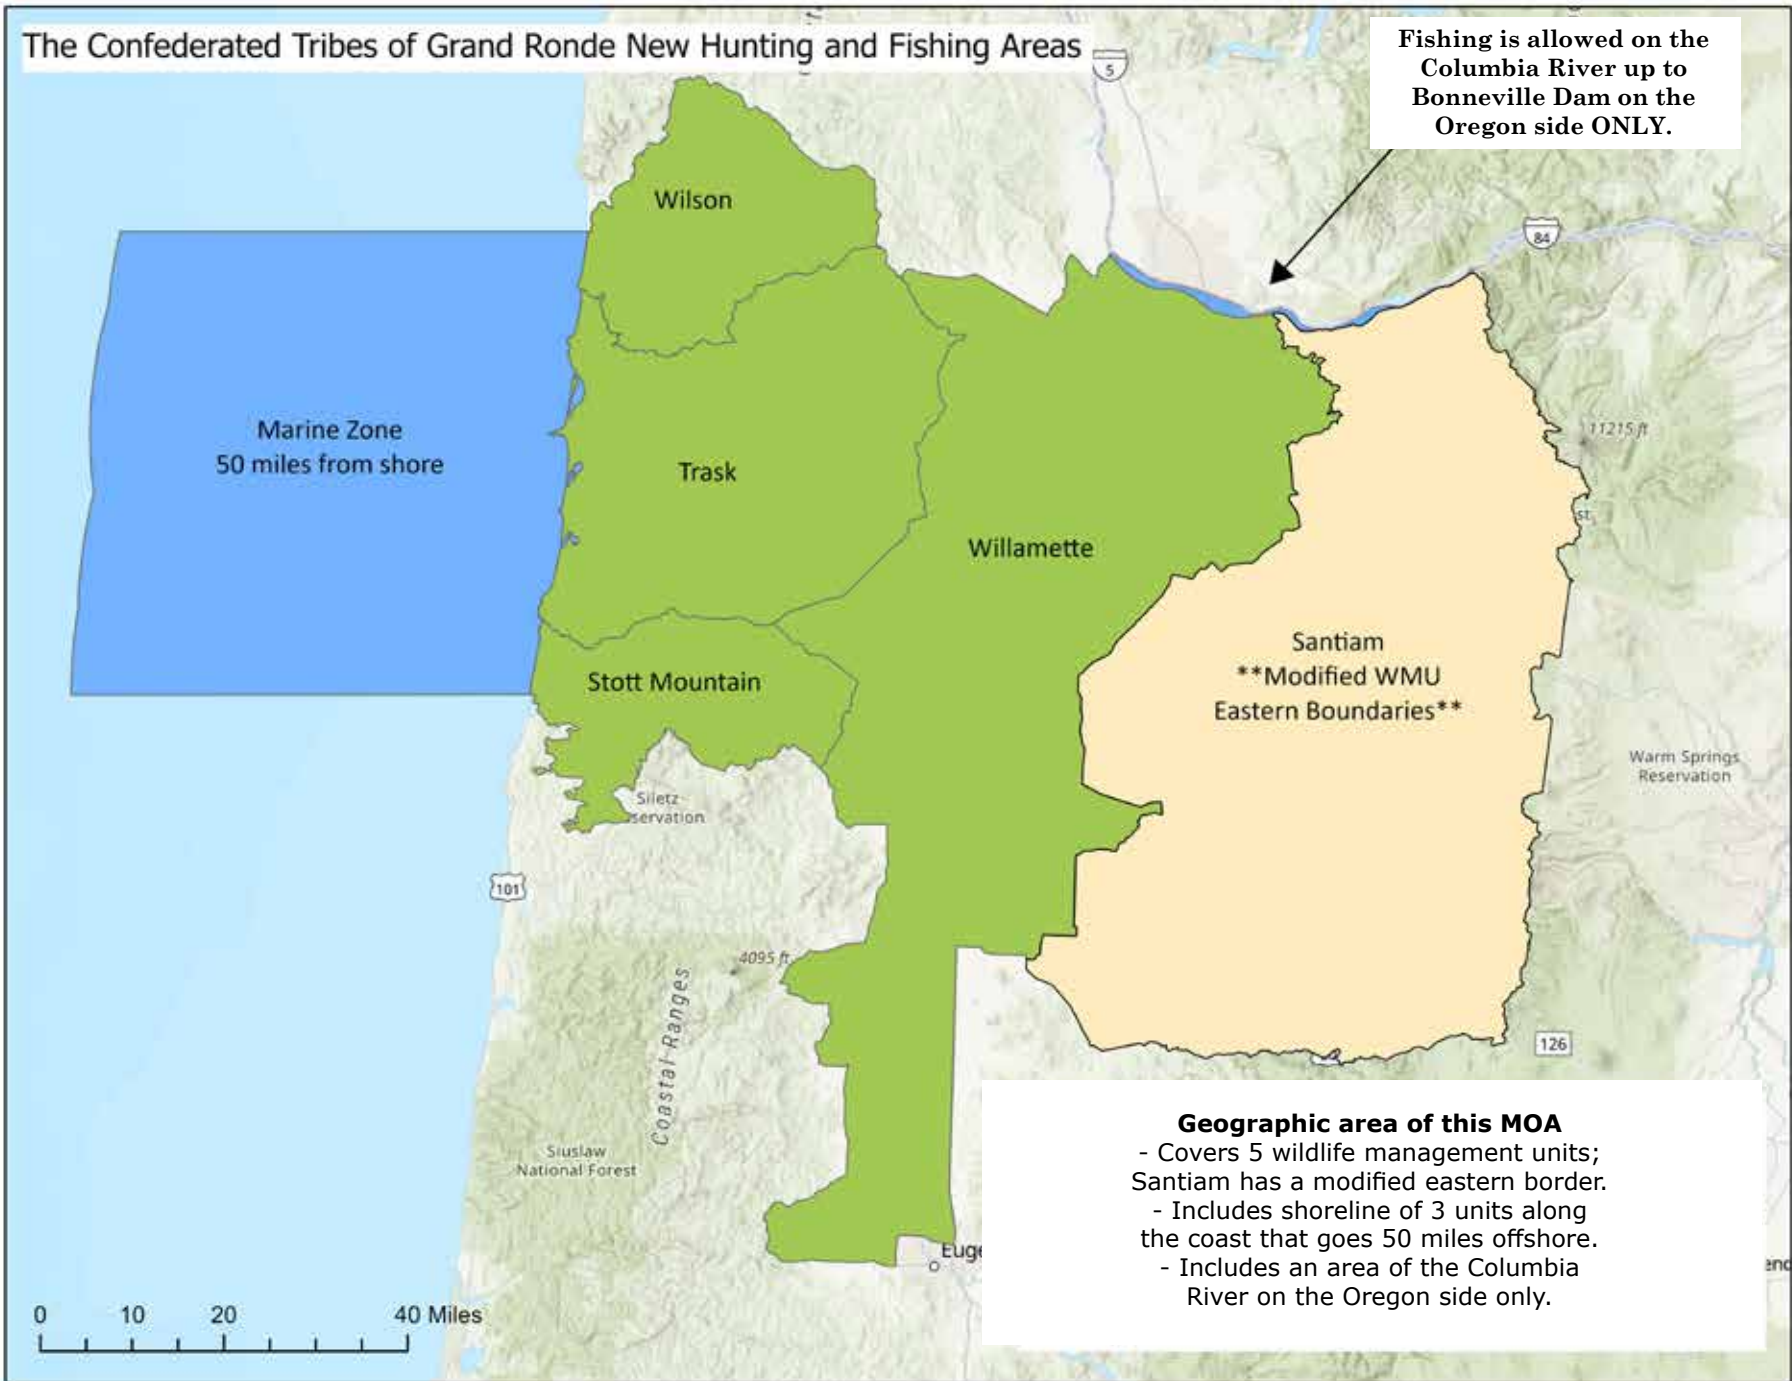 The Confederated Tribes of Grand Ronde New Hunting and Fishing Areas
Fishing is allowed on the
Columbia River up to
Bonneville Dam on the
Oregon side ONLY.
5
84
Wilson
Marine Zone
50 miles from shore
Trask
11215 ft
st
Willamette
Santiam
**Modified WMU
Eastern Boundaries**
Stott Mountain
Warm Springs
Reservation
Siletz
servation
101
4095 ft
Coastal Ranges
126
Siuslaw
National Forest
Geographic area of this MOA
- Covers 5 wildlife management units;
Santiam has a modified eastern border.
- Includes shoreline of 3 units along
the coast that goes 50 miles offshore.
- Includes an area of the Columbia
River on the Oregon side only.
Euge
end
0 10 20 40 Miles